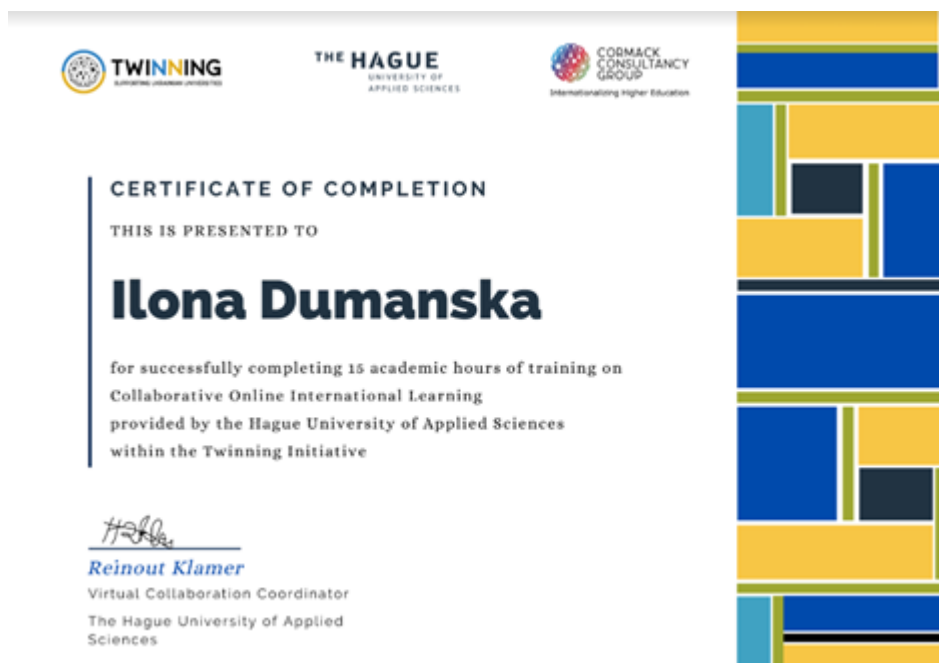 TWINNING
SUPPORTING UKRAINIAN UNIVERSITIES
THE HAGUE
UNIVERSITY OF
APPLIED SCIENCES
CORMACK
CONSULTANCY
GROUP
Internationalizing Higher Education
CERTIFICATE OF COMPLETION
THIS IS PRESENTED TO
Ilona Dumanska
for successfully completing 15 academic hours of training on
Collaborative Online International Learning
provided by the Hague University of Applied Sciences
within the Twinning Initiative
Reinout Klamer
Virtual Collaboration Coordinator
The Hague University of Applied
Sciences